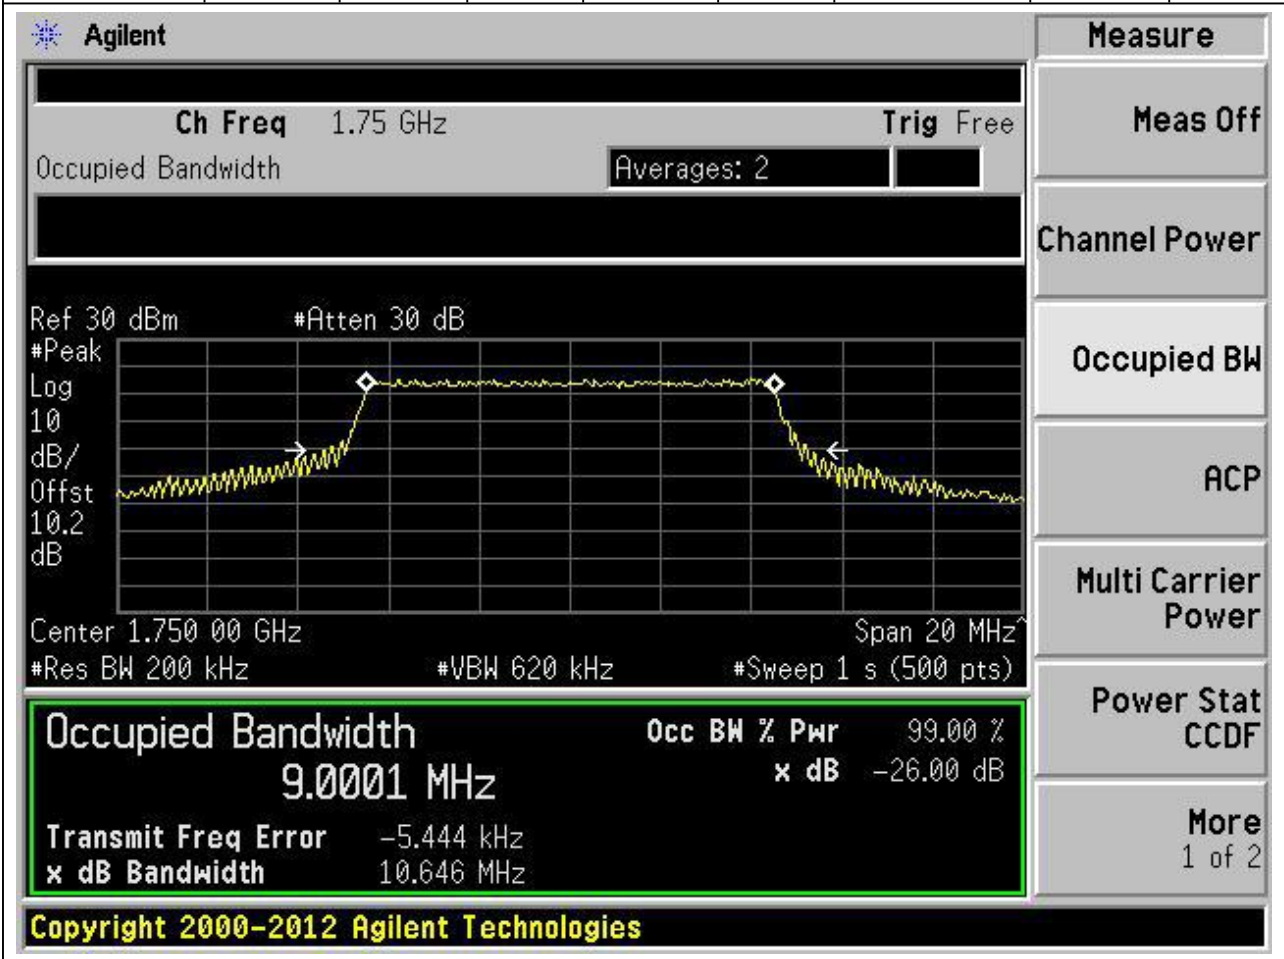 Agilent
Measure
Ch Freq 1.75 GHz Trig Free
Meas Off
Occupied Bandwidth Averages: 2
Channel Power
Ref 30 dBm #Atten 30 dB
#Peak
Log
10
dB/
Offst
10.2
dB
Occupied BW
ACP
Center 1.750 00 GHz Span 20 MHz^
#Res BW 200 kHz #VBW 620 kHz #Sweep 1 s (500 pts)
Multi Carrier
Power
Occupied Bandwidth Occ BW % Pwr 99.00 %
9.0001 MHz x dB -26.00 dB
Transmit Freq Error -5.444 kHz
x dB Bandwidth 10.646 MHz
Power Stat
CCDF
More
1 of 2
Copyright 2000-2012 Agilent Technologies